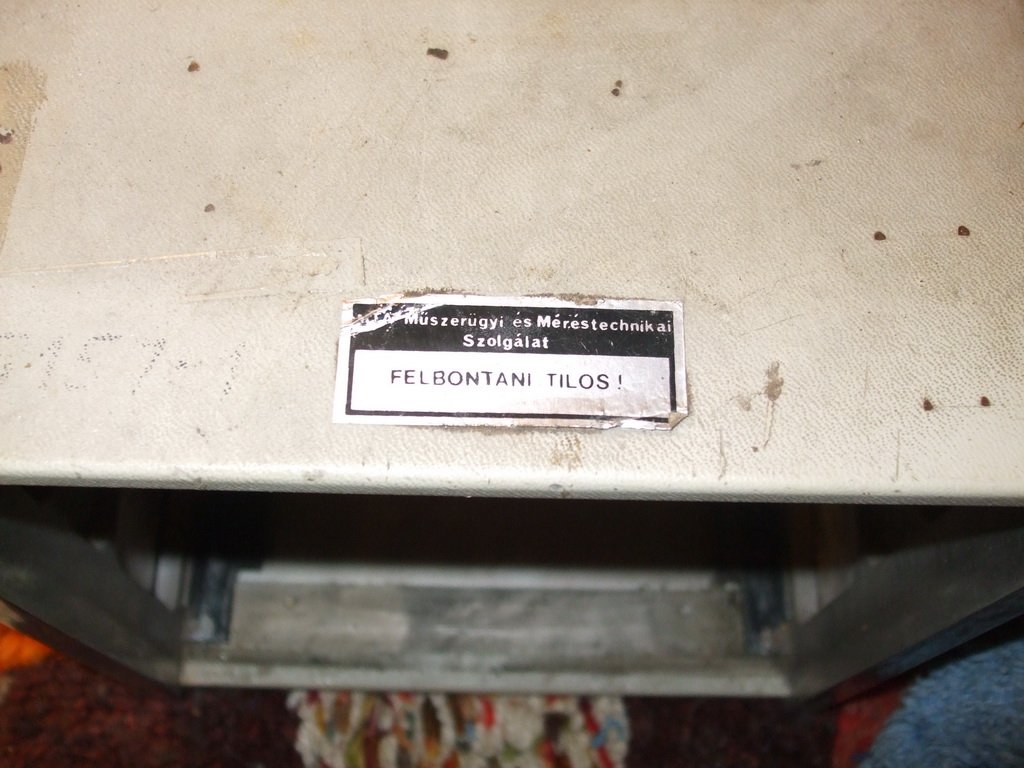 Műszerügyi és Méréstechnikai
Szolgálat
FELBONTANI TILOS!